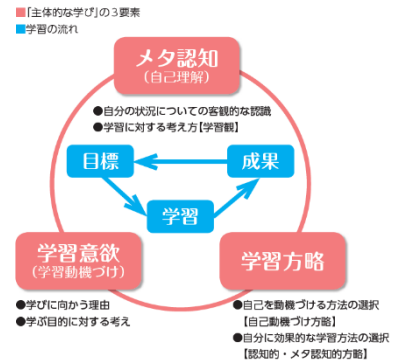 ■「主体的な学び」の3要素
■学習の流れ
メタ認知
（自己理解）
●自分の状況についての客観的な認識
●学習に対する考え方【学習観】
目標
成果
学習
学習意欲
（学習動機づけ）
学習方略
●学びに向かう理由
●学ぶ目的に対する考え
●自己を動機づける方法の選択
【自己動機づけ方略】
●自分に効果的な学習方法の選択
【認知的・メタ認知的方略】